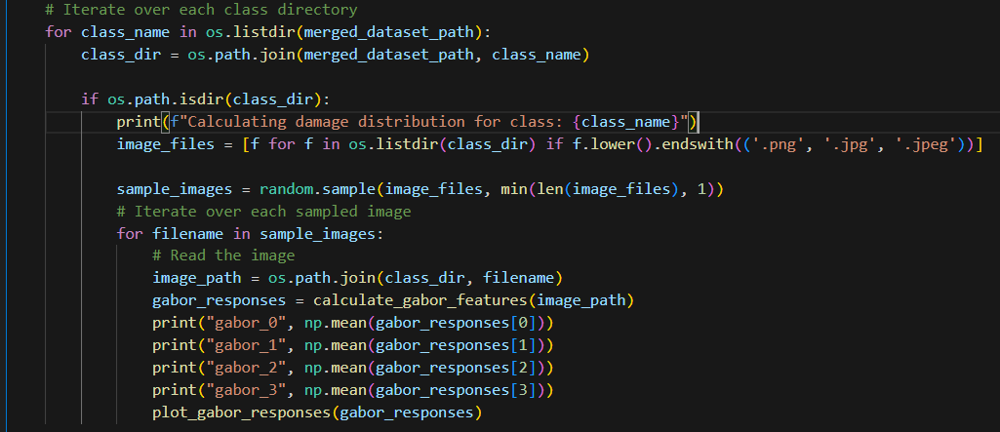 # Iterate over each class directory
for class_name in os.listdir(merged_dataset_path):
    class_dir = os.path.join(merged_dataset_path, class_name)

    if os.path.isdir(class_dir):
        print(f"Calculating damage distribution for class: {class_name}")
        image_files = [f for f in os.listdir(class_dir) if f.lower().endswith(('.png', '.jpg', '.jpeg'))]

        sample_images = random.sample(image_files, min(len(image_files), 1))
        # Iterate over each sampled image
        for filename in sample_images:
            # Read the image
            image_path = os.path.join(class_dir, filename)
            gabor_responses = calculate_gabor_features(image_path)
            print("gabor_0", np.mean(gabor_responses[0]))
            print("gabor_1", np.mean(gabor_responses[1]))
            print("gabor_2", np.mean(gabor_responses[2]))
            print("gabor_3", np.mean(gabor_responses[3]))
            plot_gabor_responses(gabor_responses)